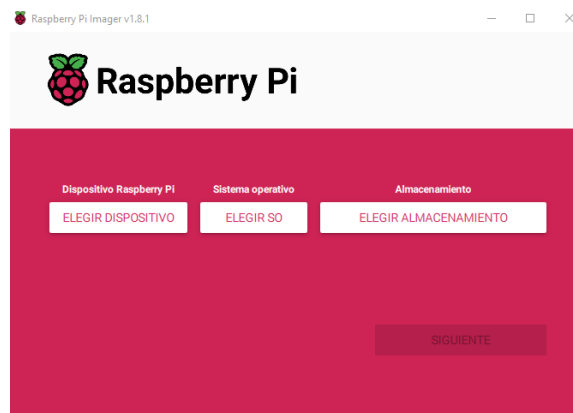 Raspberry Pi Imager v1.8.1
Raspberry Pi
Dispositivo Raspberry Pi Sistema operativo Almacenamiento
ELEGIR DISPOSITIVO ELEGIR SO ELEGIR ALMACENAMIENTO
SIGUIENTE